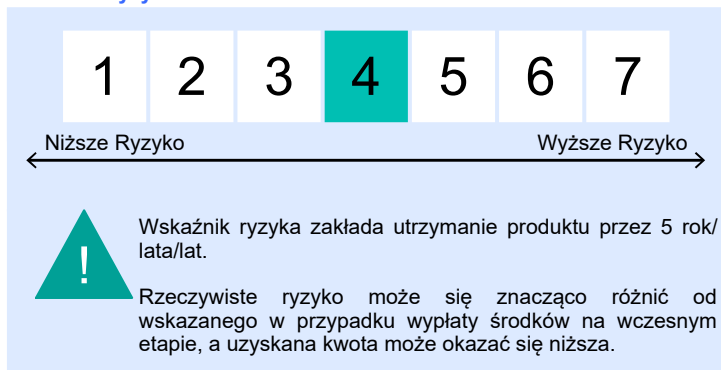 1 2 3 4 5 6 7
Niższe Ryzyko Wyższe Ryzyko
!
Wskaźnik ryzyka zakłada utrzymanie produktu przez 5 rok/
lata/lat.
Rzeczywiste ryzyko może się znacząco różnić od
wskazanego w przypadku wypłaty środków na wczesnym
etapie, a uzyskana kwota może okazać się niższa.